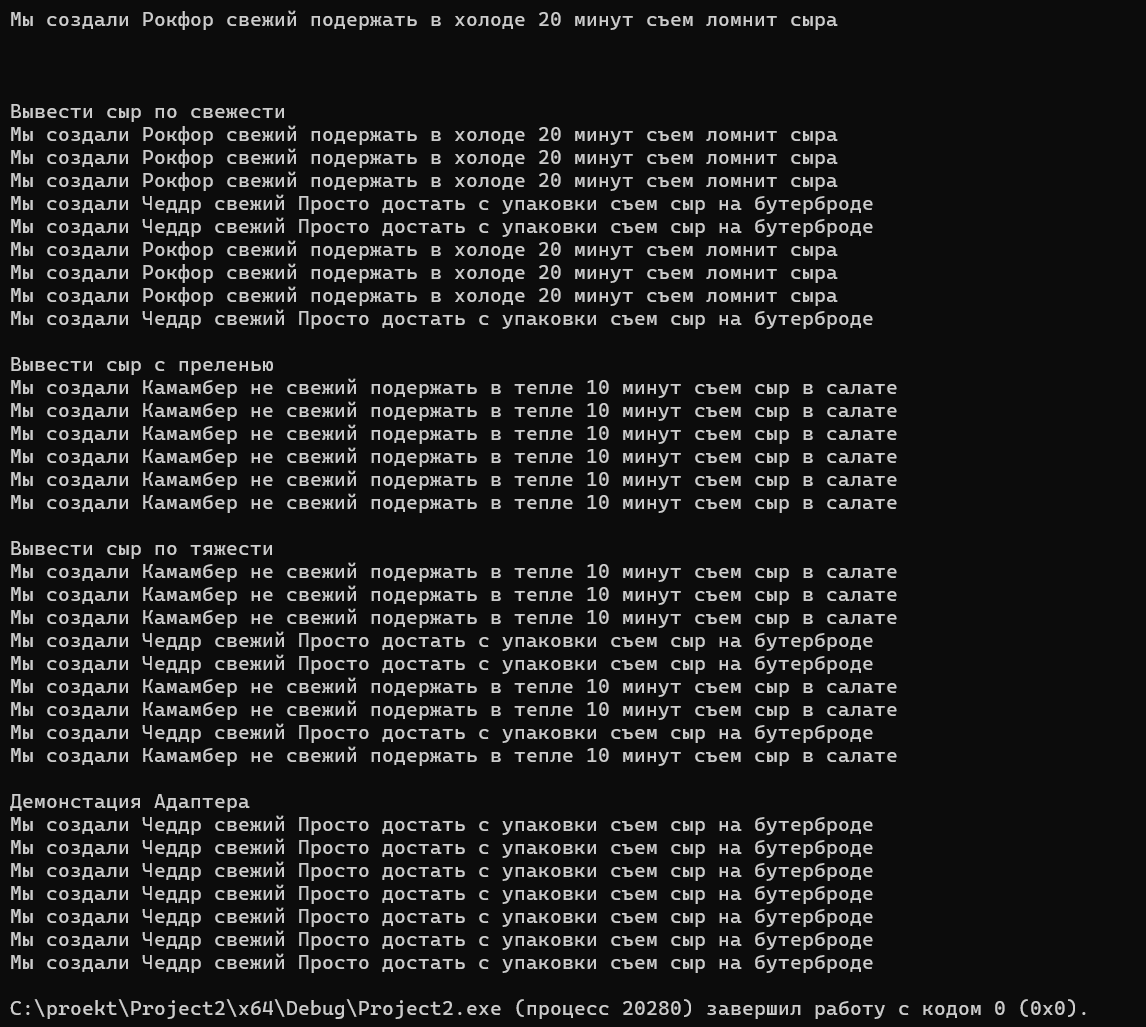 Мы создали Рокфор свежий подержать в холоде 20 минут съем ломнит сыра
Вывести сыр по свежести
Мы создали Рокфор свежий подержать в холоде 20 минут съем ломнит сыра
Мы создали Рокфор свежий подержать в холоде 20 минут съем ломнит сыра
Мы создали Рокфор свежий подержать в холоде 20 минут съем ломнит сыра
Мы создали Чеддр свежий Просто достать с упаковки съем сыр на бутерброде
Мы создали Чеддр свежий Просто достать с упаковки съем сыр на бутерброде
Мы создали Рокфор свежий подержать в холоде 20 минут съем ломнит сыра
Мы создали Рокфор свежий подержать в холоде 20 минут съем ломнит сыра
Мы создали Рокфор свежий подержать в холоде 20 минут съем ломнит сыра
Мы создали Чеддр свежий Просто достать с упаковки съем сыр на бутерброде
Вывести сыр с преленью
Мы создали Камамбер не свежий подержать в тепле 10 минут съем сыр в салате
Мы создали Камамбер не свежий подержать в тепле 10 минут съем сыр в салате
Мы создали Камамбер не свежий подержать в тепле 10 минут съем сыр в салате
Мы создали Камамбер не свежий подержать в тепле 10 минут съем сыр в салате
Мы создали Камамбер не свежий подержать в тепле 10 минут съем сыр в салате
Мы создали Камамбер не свежий подержать в тепле 10 минут съем сыр в салате
Вывести сыр по тяжести
Мы создали Камамбер не свежий подержать в тепле 10 минут съем сыр в салате
Мы создали Камамбер не свежий подержать в тепле 10 минут съем сыр в салате
Мы создали Камамбер не свежий подержать в тепле 10 минут съем сыр в салате
Мы создали Чеддр свежий Просто достать с упаковки съем сыр на бутерброде
Мы создали Чеддр свежий Просто достать с упаковки съем сыр на бутерброде
Мы создали Камамбер не свежий подержать в тепле 10 минут съем сыр в салате
Мы создали Камамбер не свежий подержать в тепле 10 минут съем сыр в салате
Мы создали Чеддр свежий Просто достать с упаковки съем сыр на бутерброде
Мы создали Камамбер не свежий подержать в тепле 10 минут съем сыр в салате
Демонстация Адаптера
Мы создали Чеддр свежий Просто достать с упаковки съем сыр на бутерброде
Мы создали Чеддр свежий Просто достать с упаковки съем сыр на бутерброде
Мы создали Чеддр свежий Просто достать с упаковки съем сыр на бутерброде
Мы создали Чеддр свежий Просто достать с упаковки съем сыр на бутерброде
Мы создали Чеддр свежий Просто достать с упаковки съем сыр на бутерброде
Мы создали Чеддр свежий Просто достать с упаковки съем сыр на бутерброде
Мы создали Чеддр свежий Просто достать с упаковки съем сыр на бутерброде
C:\proekt\Project2\x64\Debug\Project2.exe (процесс 20280) завершил работу с кодом 0 (0x0).